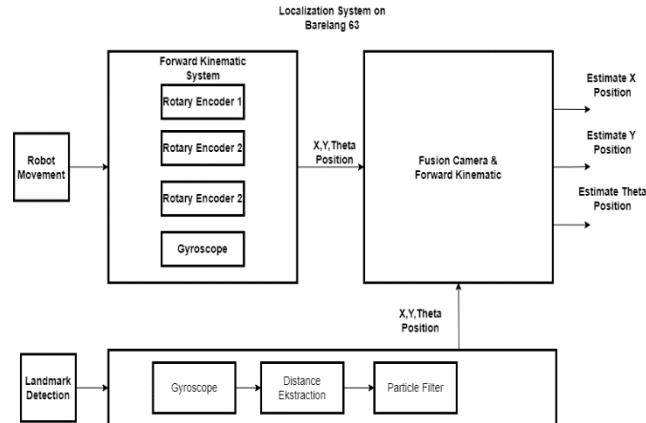 Localization System on
Barelang 63
Forward Kinematic
System
Rotary Encoder 1
Rotary Encoder 2
Rotary Encoder 2
Gyroscope
Robot
Movement
X,Y,Theta
Position
Fusion Camera &
Forward Kinematic
Estimate X
Position
Estimate Y
Position
Estimate Theta
Position
X,Y,Theta
Position
Landmark
Detection
Gyroscope
Distance
Ekstraction
Particle Filter